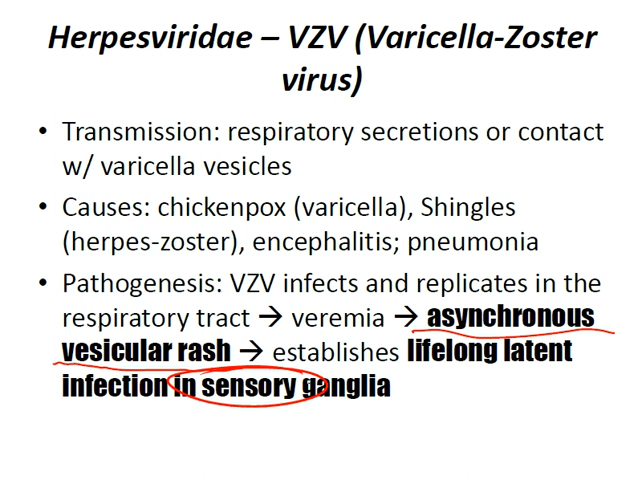 Herpesviridae – VZV (Varicella-Zoster
virus)
• Transmission: respiratory secretions or contact
w/ varicella vesicles
• Causes: chickenpox (varicella), Shingles
(herpes-zoster), encephalitis; pneumonia
• Pathogenesis: VZV infects and replicates in the
respiratory tract → veremia → asynchronous
vesicular rash → establishes lifelong latent
infection in sensory ganglia